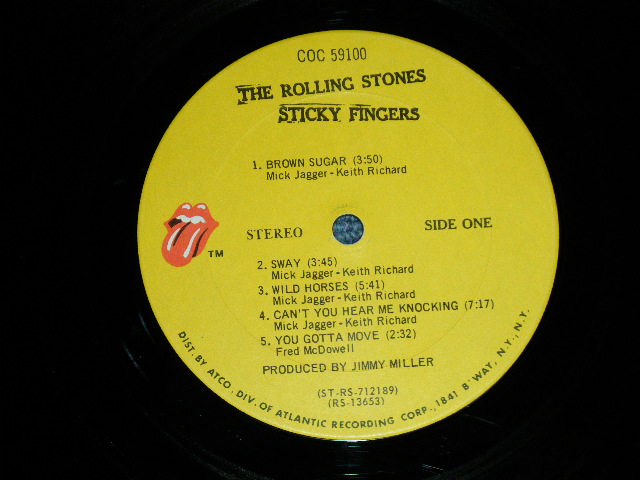 COC 59100
THE ROLLING STONES
STICKY FINGERS
1. BROWN SUGAR (3:50)
Mick Jagger - Keith Richard
STEREO
SIDE ONE
TM
2. SWAY (3:45)
Mick Jagger - Keith Richard
3. WILD HORSES (5:41)
Mick Jagger - Keith Richard
4. CAN'T YOU HEAR ME KNOCKING (7:17)
Mick Jagger - Keith Richard
5. YOU GOTTA MOVE (2:32)
Fred McDowell
PRODUCED BY JIMMY MILLER
(ST-RS-712189)
(RS-13653)
DIST. BY ATCO, DIV. OF ATLANTIC RECORDING CORP., 1841 B'WAY, N.Y., N.Y.